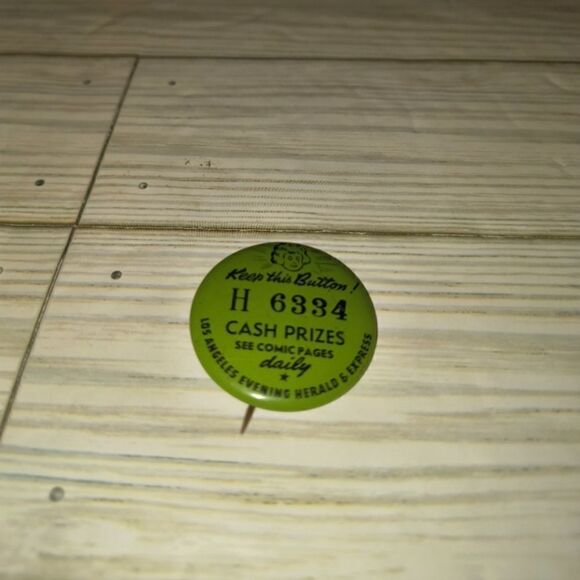 Keep this Button!
H 6334
CASH PRIZES
SEE COMIC PAGES
daily
LOS ANGELES EVENING HERALD & EXPRESS